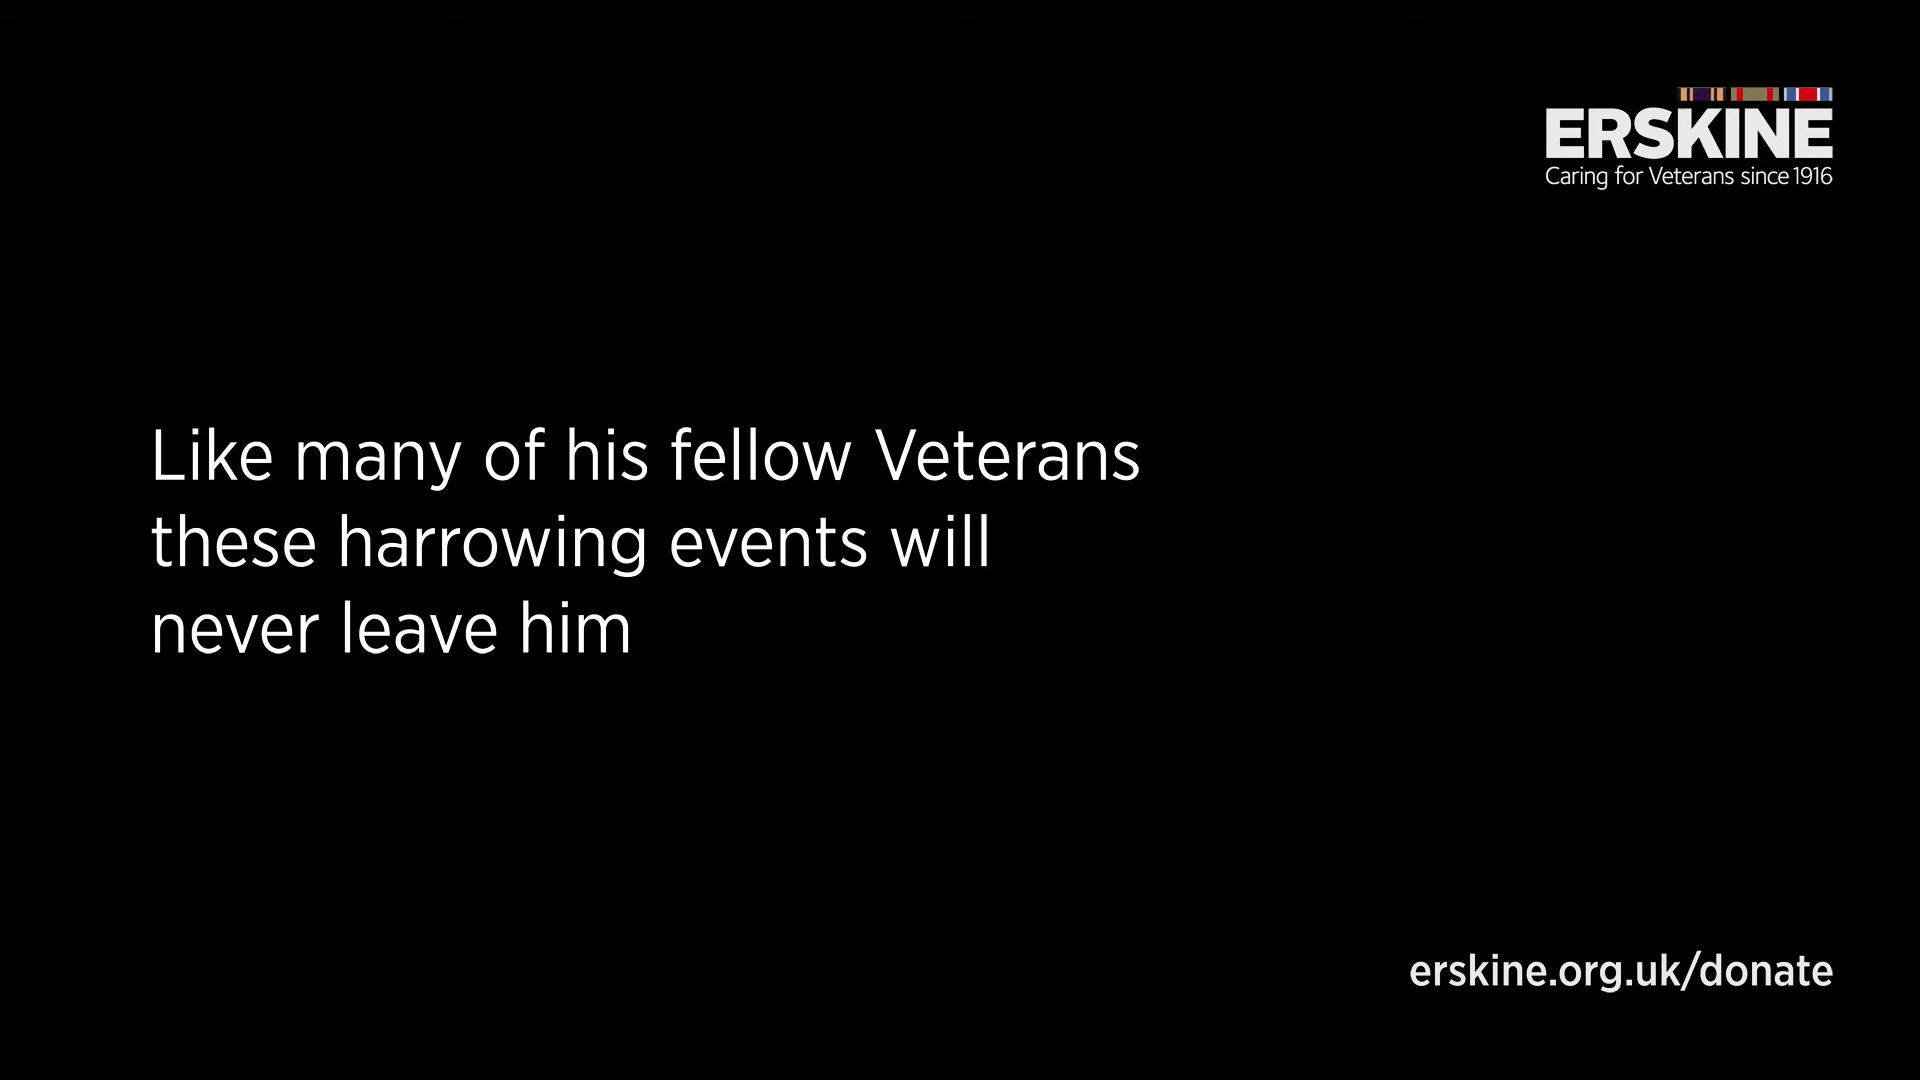 ERSKINE
Caring for Veterans since 1916
Like many of his fellow Veterans
these harrowing events will
never leave him
erskine.org.uk/donate